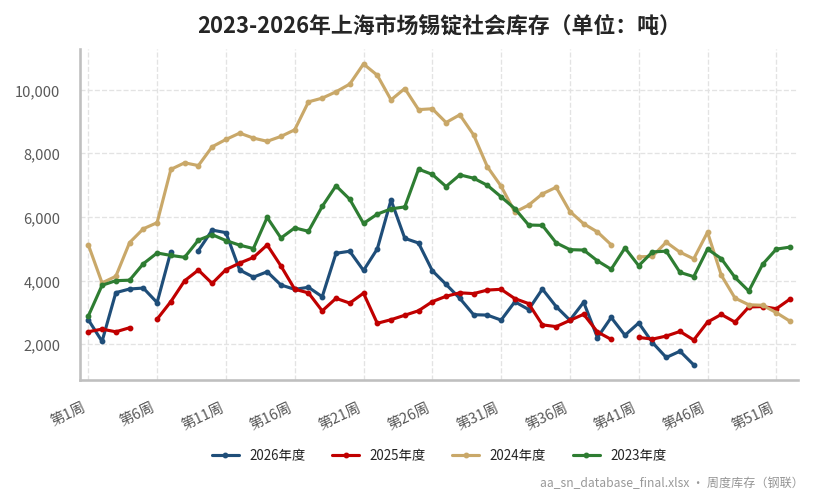 2023-2026年上海市场锡锭社会库存（单位：吨）
10,000
8,000
6,000
4,000
2,000
第1周 第6周 第11周 第16周 第21周 第26周 第31周 第36周 第41周 第46周 第51周
2026年度 2025年度 2024年度 2023年度
aa_sn_database_final.xlsx • 周度库存（钢联）